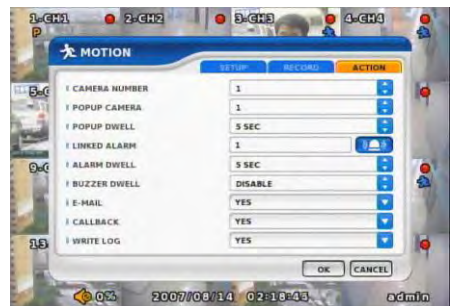 1-CH1 2-CH2 3-CH3 4-CH4
P
MOTION
SETUP RECORD ACTION
CAMERA NUMBER 1
POPUP CAMERA 1
POPUP DWELL 5 SEC
LINKED ALARM 1
ALARM DWELL 5 SEC
BUZZER DWELL DISABLE
E-MAIL YES
CALLBACK YES
WRITE LOG YES
OK CANCEL
0% 2007/08/14 02:18:45 admin